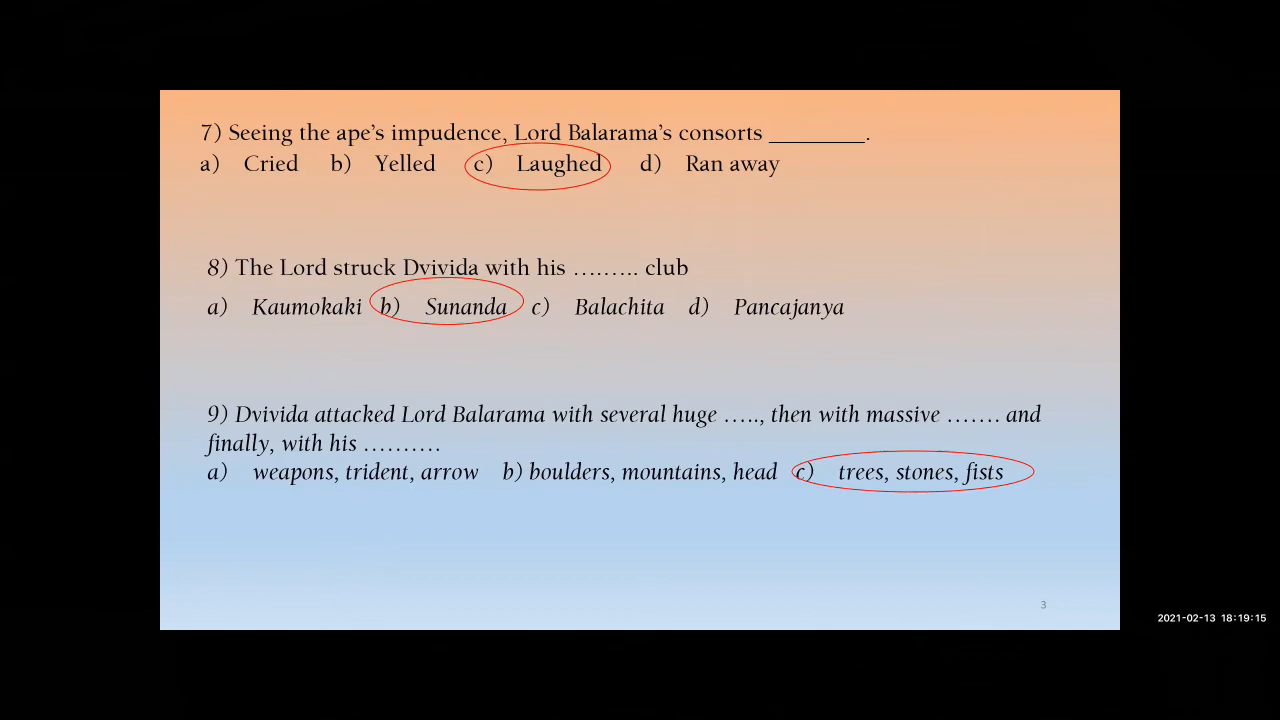 7) Seeing the ape’s impudence, Lord Balarama’s consorts ________.
a) Cried b) Yelled c) Laughed d) Ran away
8) The Lord struck Dvivida with his …..….. club
a) Kaumokaki b) Sunanda c) Balachita d) Pancajanya
9) Dvivida attacked Lord Balarama with several huge ….., then with massive ……. and
finally, with his ……….
a) weapons, trident, arrow b) boulders, mountains, head c) trees, stones, fists
3
2021-02-13 18:19:15